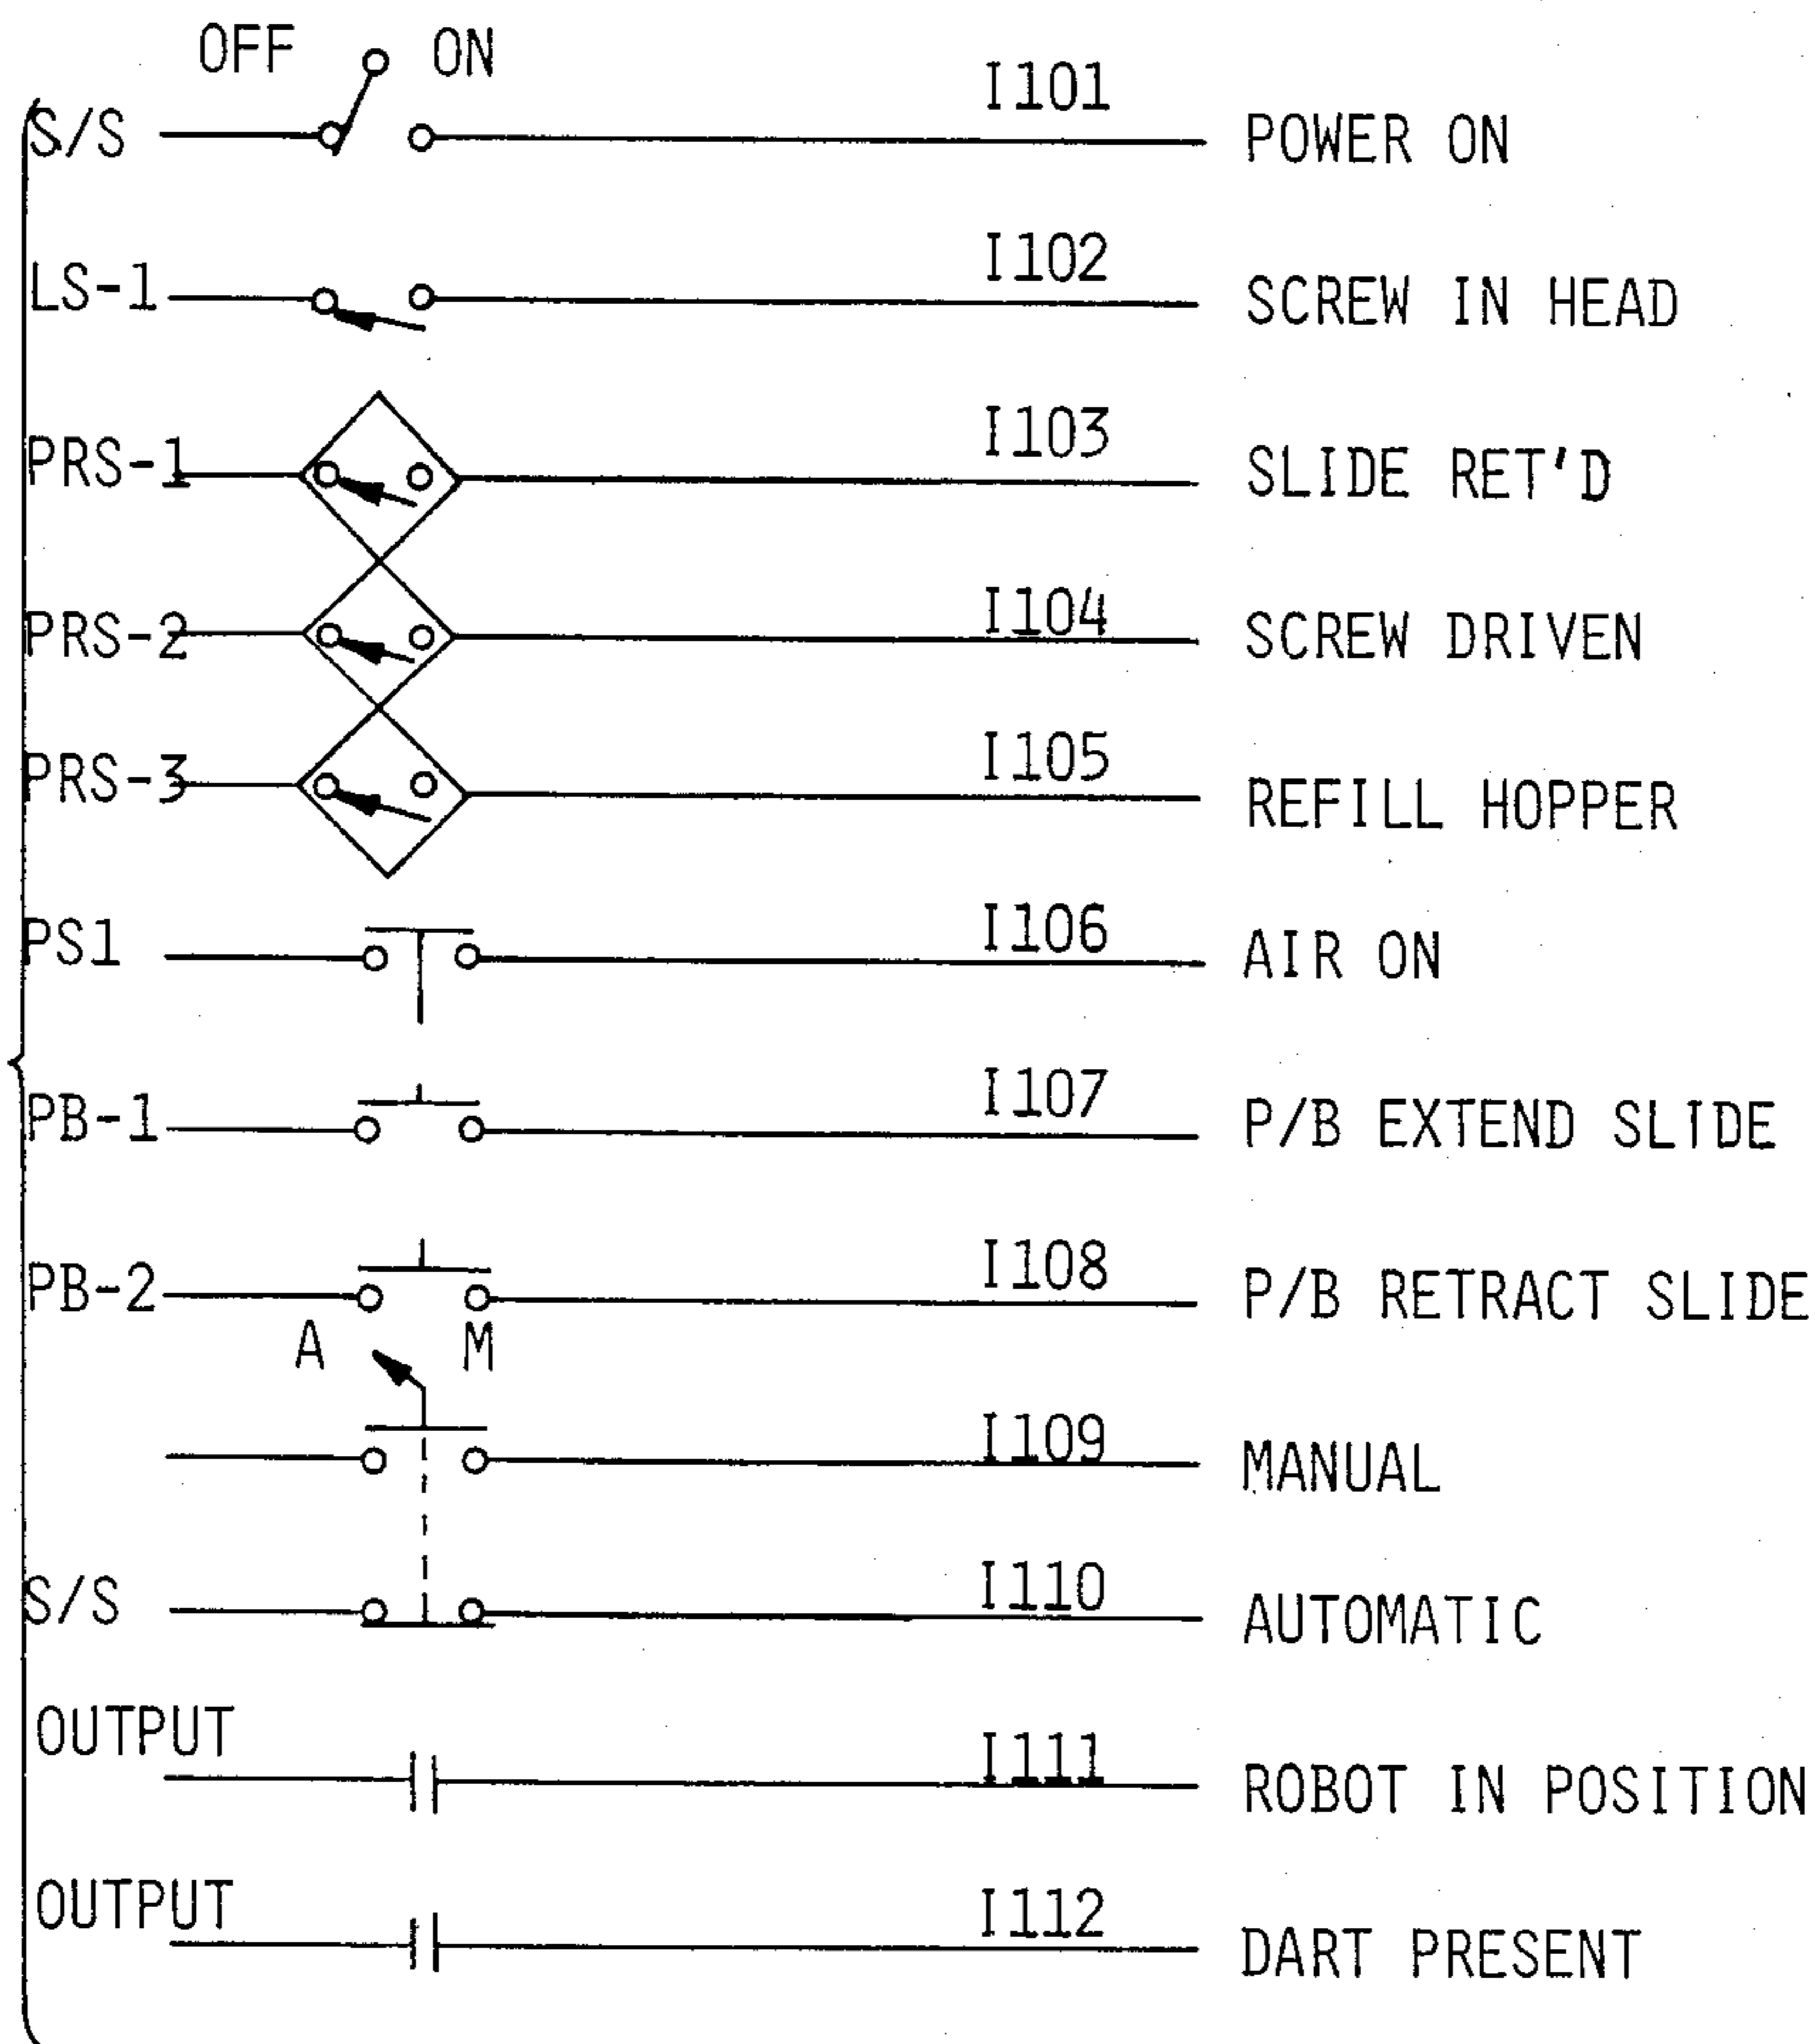 OFF ON
S/S I101 POWER ON
LS-1 I102 SCREW IN HEAD
PRS-1 I103 SLIDE RET'D
PRS-2 I104 SCREW DRIVEN
PRS-3 I105 REFILL HOPPER
PS1 I106 AIR ON
PB-1 I107 P/B EXTEND SLIDE
PB-2 I108 P/B RETRACT SLIDE
A M
I109 MANUAL
S/S I110 AUTOMATIC
OUTPUT I111 ROBOT IN POSITION
OUTPUT I112 DART PRESENT